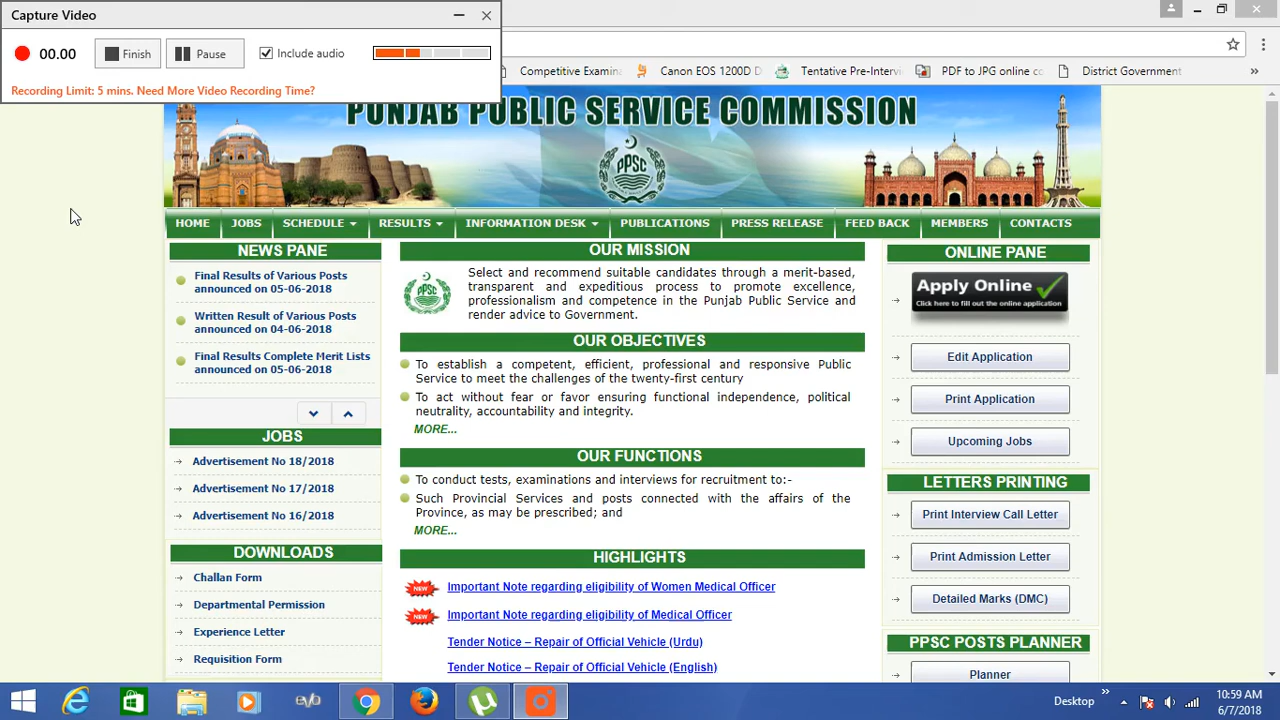 Capture Video
00.00
Finish
Pause
Include audio
Recording Limit: 5 mins. Need More Video Recording Time?
Competitive Examin
Canon EOS 1200D
Tentative Pre-Interv
PDF to JPG online co
District Government
»
PUNJAB PUBLIC SERVICE COMMISSION
PPSC
HOME
JOBS
SCHEDULE
RESULTS
INFORMATION DESK
PUBLICATIONS
PRESS RELEASE
FEED BACK
MEMBERS
CONTACTS
NEWS PANE
Final Results of Various Posts
announced on 05-06-2018
Written Result of Various Posts
announced on 04-06-2018
Final Results Complete Merit Lists
announced on 05-06-2018
JOBS
Advertisement No 18/2018
Advertisement No 17/2018
Advertisement No 16/2018
DOWNLOADS
Challan Form
Departmental Permission
Experience Letter
Requisition Form
OUR MISSION
PPSC
Select and recommend suitable candidates through a merit-based,
transparent and expeditious process to promote excellence,
professionalism and competence in the Punjab Public Service and
render advice to Government.
OUR OBJECTIVES
To establish a competent, efficient, professional and responsive Public
Service to meet the challenges of the twenty-first century
To act without fear or favor ensuring functional independence, political
neutrality, accountability and integrity.
MORE...
OUR FUNCTIONS
To conduct tests, examinations and interviews for recruitment to:-
Such Provincial Services and posts connected with the affairs of the
Province, as may be prescribed; and
MORE...
HIGHLIGHTS
NEW Important Note regarding eligibility of Women Medical Officer
NEW Important Note regarding eligibility of Medical Officer
Tender Notice – Repair of Official Vehicle (Urdu)
Tender Notice – Repair of Official Vehicle (English)
ONLINE PANE
Apply Online
Click here to fill out the online application
Edit Application
Print Application
Upcoming Jobs
LETTERS PRINTING
Print Interview Call Letter
Print Admission Letter
Detailed Marks (DMC)
PPSC POSTS PLANNER
Planner
Desktop
»
10:59 AM
6/7/2018